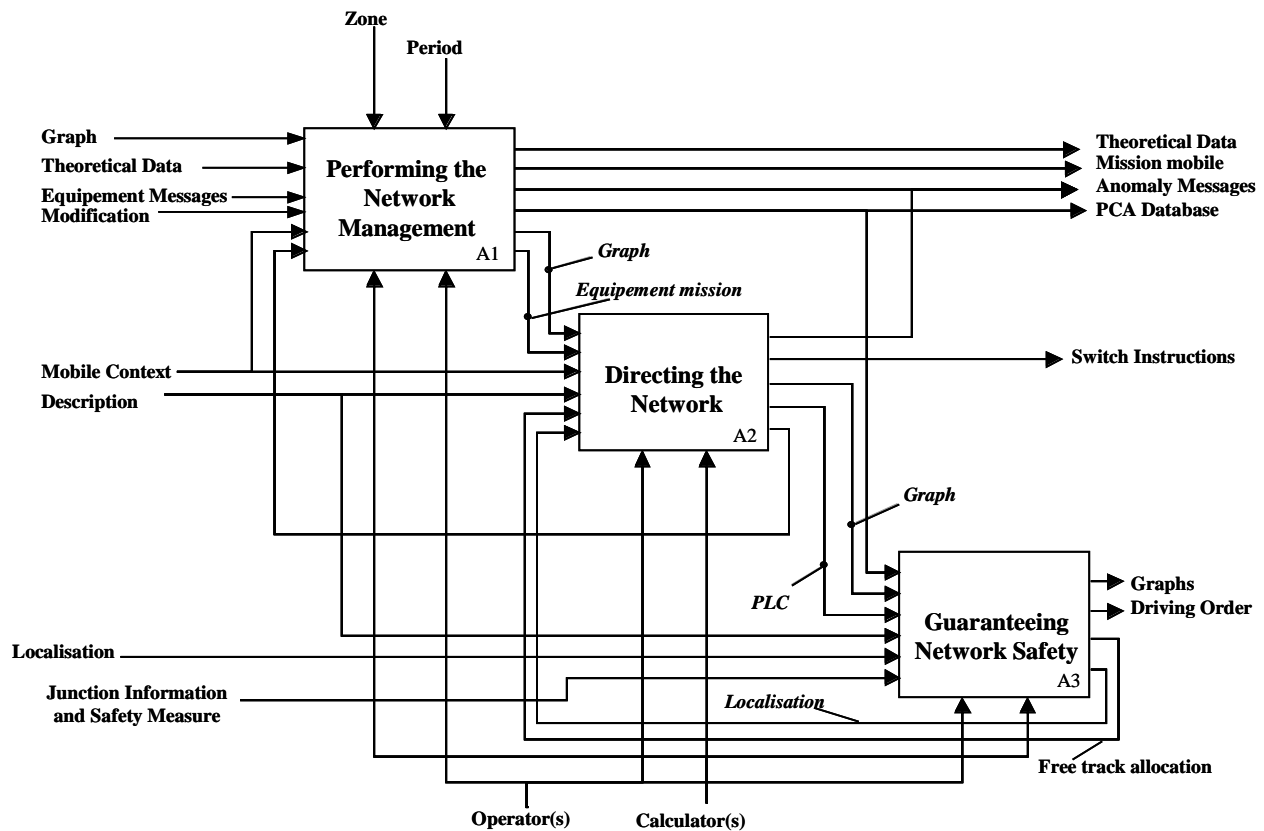 Zone
Period
Graph
Theoretical Data
Equipement Messages
Modification
Performing the
Network
Management
A1
Theoretical Data
Mission mobile
Anomaly Messages
PCA Database
Graph
Equipement mission
Mobile Context
Description
Directing the
Network
A2
Switch Instructions
Graph
PLC
Guaranteeing
Network Safety
A3
Graphs
Driving Order
Localisation
Junction Information
and Safety Measure
Localisation
Free track allocation
Operator(s)
Calculator(s)